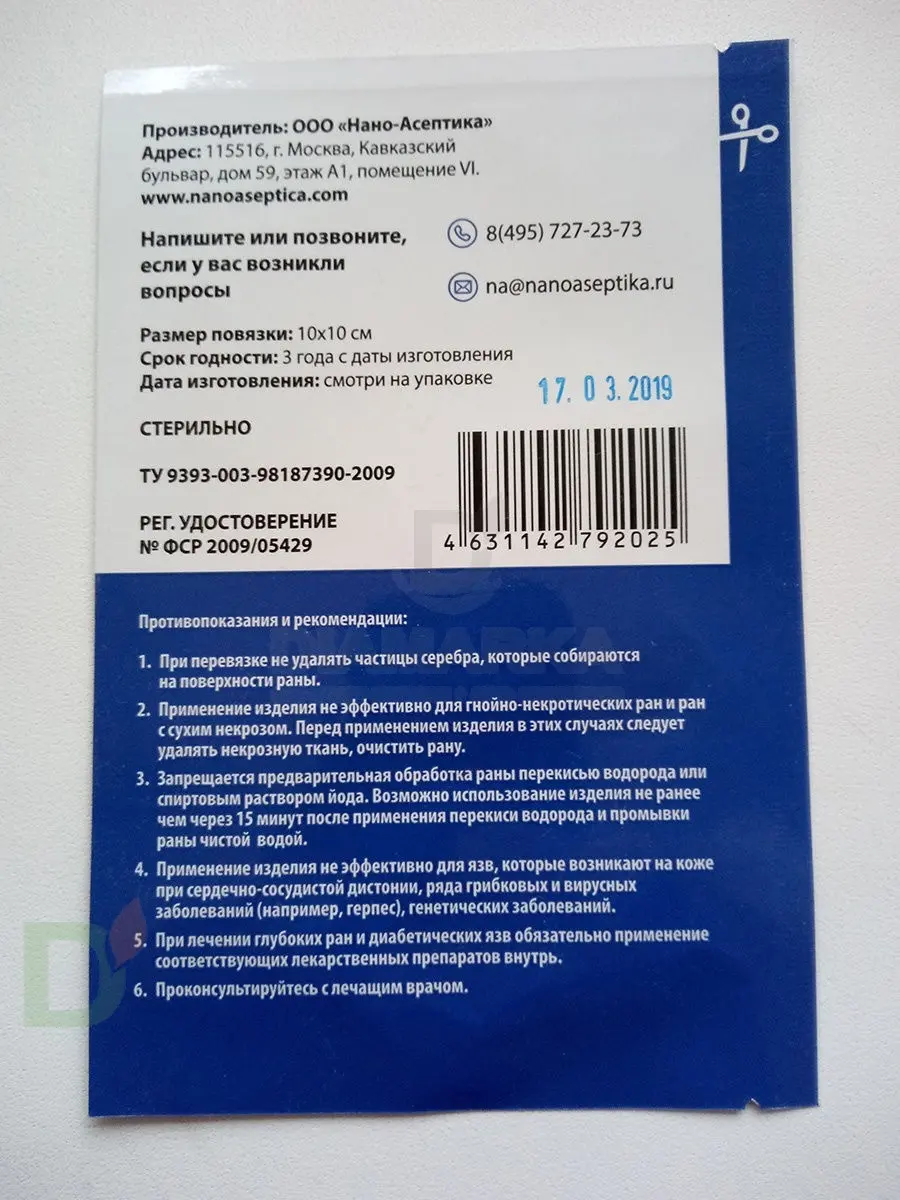 Производитель: ООО «Нано-Асептика»
Адрес: 115516, г. Москва, Кавказский
бульвар, дом 59, этаж А1, помещение VI.
www.nanoaseptica.com
Напишите или позвоните,
если у вас возникли
вопросы
8(495) 727-23-73
na@nanoaseptika.ru
Размер повязки: 10x10 см
Срок годности: 3 года с даты изготовления
Дата изготовления: смотри на упаковке
17. 03. 2019
СТЕРИЛЬНО
ТУ 9393-003-98187390-2009
РЕГ. УДОСТОВЕРЕНИЕ
№ ФСР 2009/05429
4 631142 792025
Противопоказания и рекомендации:
1. При перевязке не удалять частицы серебра, которые собираются
на поверхности раны.
2. Применение изделия не эффективно для гнойно-некротических ран и ран
с сухим некрозом. Перед применением изделия в этих случаях следует
удалять некрозную ткань, очистить рану.
3. Запрещается предварительная обработка раны перекисью водорода или
спиртовым раствором йода. Возможно использование изделия не ранее
чем через 15 минут после применения перекиси водорода и промывки
раны чистой водой.
4. Применение изделия не эффективно для язв, которые возникают на коже
при сердечно-сосудистой дистонии, ряда грибковых и вирусных
заболеваний (например, герпес), генетических заболеваний.
5. При лечении глубоких ран и диабетических язв обязательно применение
соответствующих лекарственных препаратов внутрь.
6. Проконсультируйтесь с лечащим врачом.
DIAMARKA